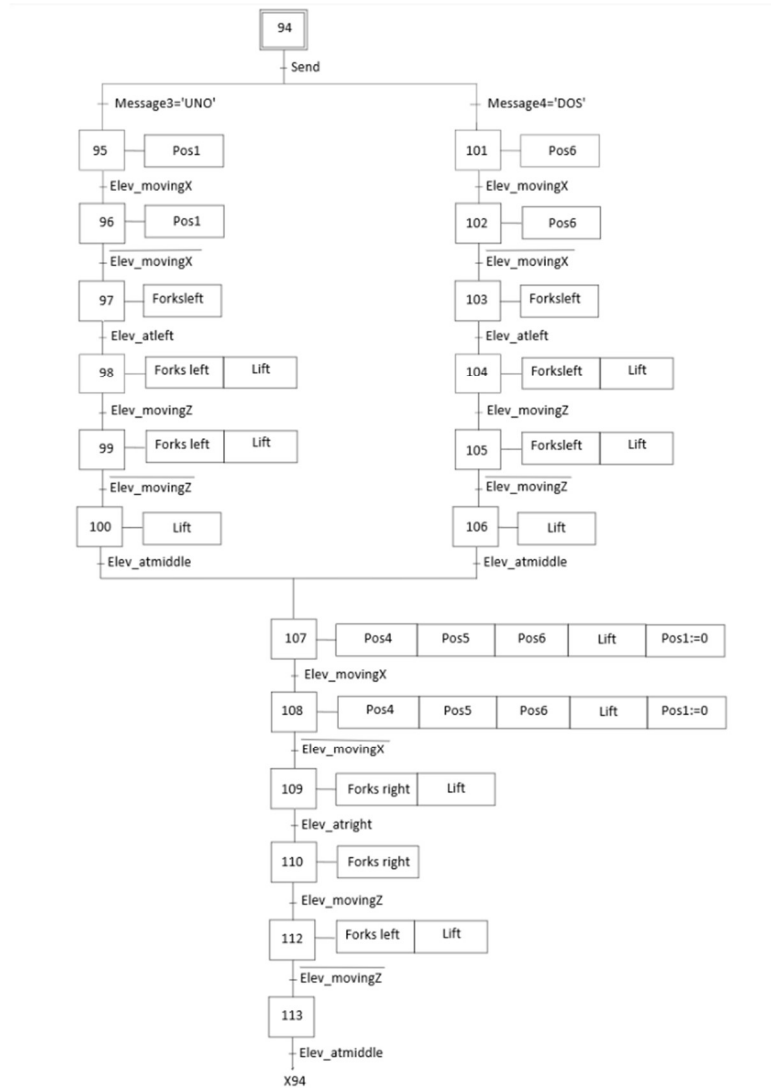 94
Send
Message3='UNO' Message4='DOS'
95 Pos1 101 Pos6
Elev_movingX Elev_movingX
96 Pos1 102 Pos6
Elev_movingX Elev_movingX
97 Forksleft 103 Forksleft
Elev_atleft Elev_atleft
98 Forks left Lift 104 Forksleft Lift
Elev_movingZ Elev_movingZ
99 Forks left Lift 105 Forksleft Lift
Elev_movingZ Elev_movingZ
100 Lift 106 Lift
Elev_atmiddle Elev_atmiddle
107 Pos4 Pos5 Pos6 Lift Pos1:=0
Elev_movingX
108 Pos4 Pos5 Pos6 Lift Pos1:=0
Elev_movingX
109 Forks right Lift
Elev_atright
110 Forks right
Elev_movingZ
112 Forks left Lift
Elev_movingZ
113
Elev_atmiddle
X94